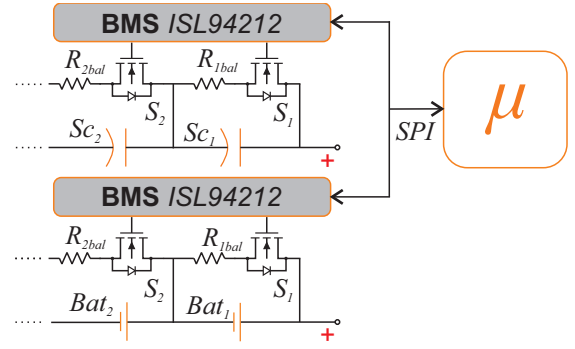 BMS ISL94212
R2bal R1bal
S2 S1
Sc2 Sc1
+
SPI
μ
BMS ISL94212
R2bal R1bal
S2 S1
Bat2 Bat1
+